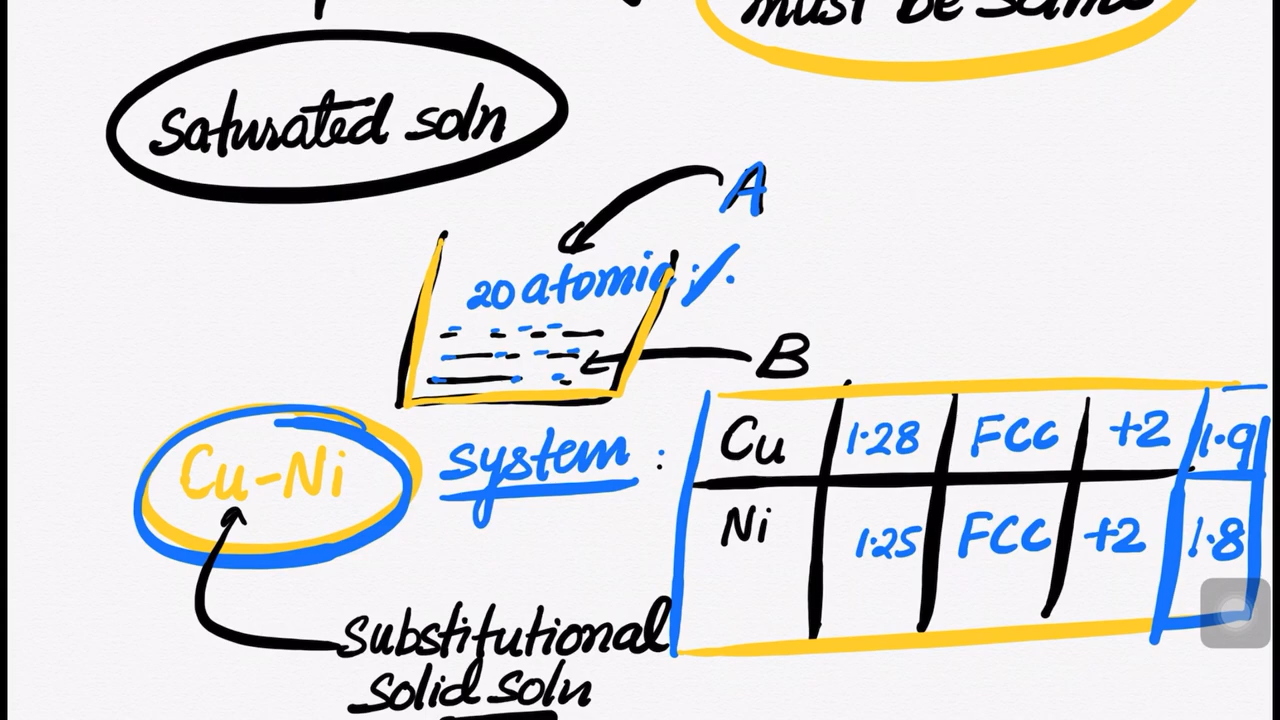 must be same
saturated soln
A
20 atomic %
B
Cu-Ni system :
Cu 1.28 FCC +2 1.9
Ni 1.25 FCC +2 1.8
substitutional
solid soln